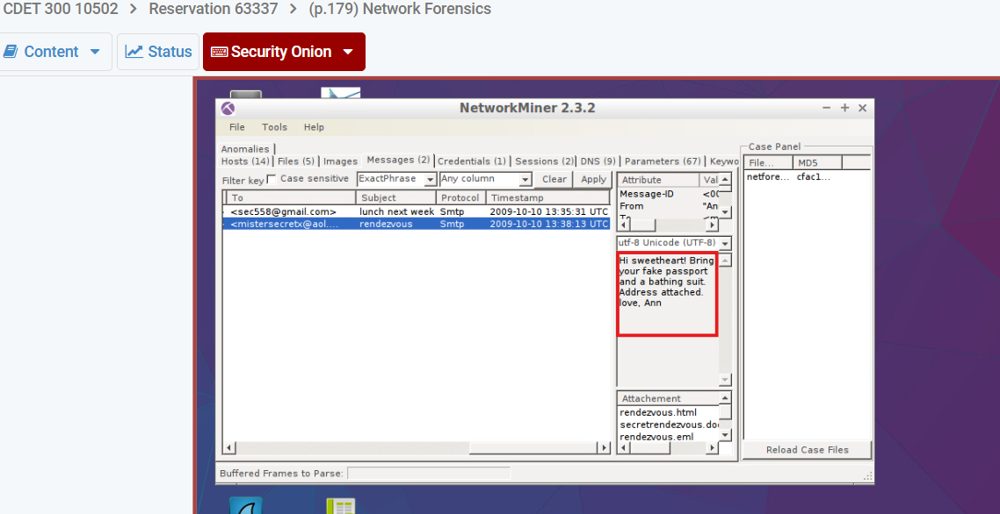 CDET 300 10502 > Reservation 63337 > (p.179) Network Forensics
Content Status Security Onion
NetworkMiner 2.3.2
File Tools Help
Anomalies
Hosts (14) Files (5) Images Messages (2) Credentials (1) Sessions (2) DNS (9) Parameters (67) Keywo
Filter key Case sensitive ExactPhrase Any column Clear Apply
To Subject Protocol Timestamp
<sec558@gmail.com> lunch next week Smtp 2009-10-10 13:35:31 UTC
<mistersecretx@aol.... rendezvous Smtp 2009-10-10 13:38:13 UTC
Attribute Val
Message-ID <00
From "An
To <m
utf-8 Unicode (UTF-8)
Hi sweetheart! Bring
your fake passport
and a bathing suit.
Address attached.
love, Ann
Attachement
rendezvous.html
secretrendezvous.do
rendezvous.eml
Case Panel
File... MD5
netfore... cfac1...
Reload Case Files
Buffered Frames to Parse: